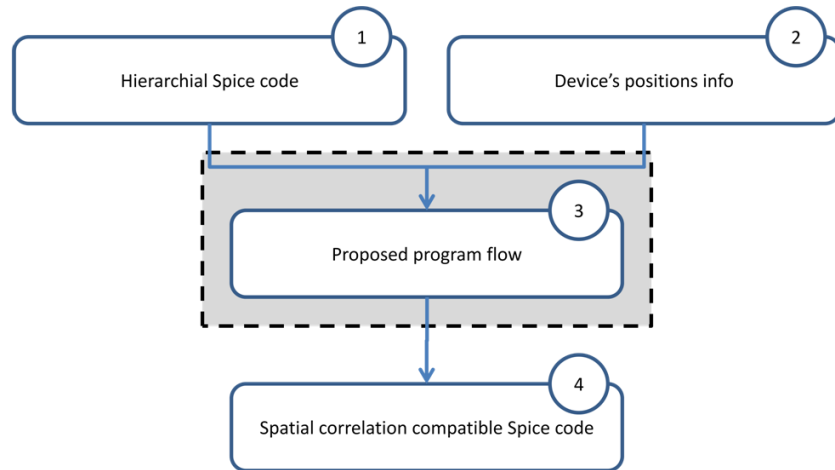 1
Hierarchial Spice code
2
Device's positions info
3
Proposed program flow
4
Spatial correlation compatible Spice code